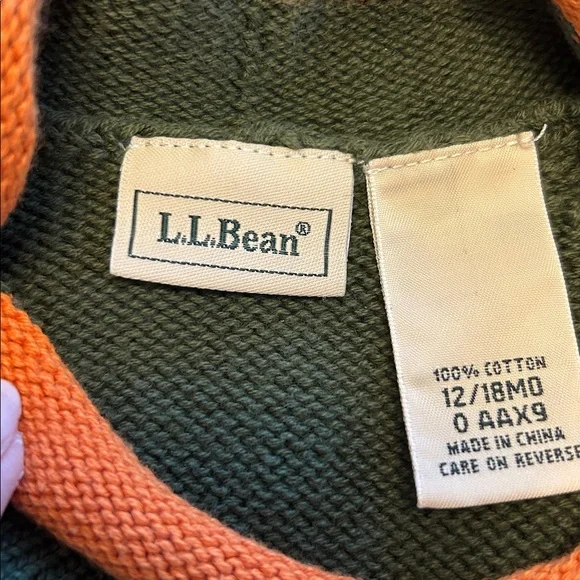 L.L.Bean®
100% COTTON
12/18MO
0 AAX9
MADE IN CHINA
CARE ON REVERSE